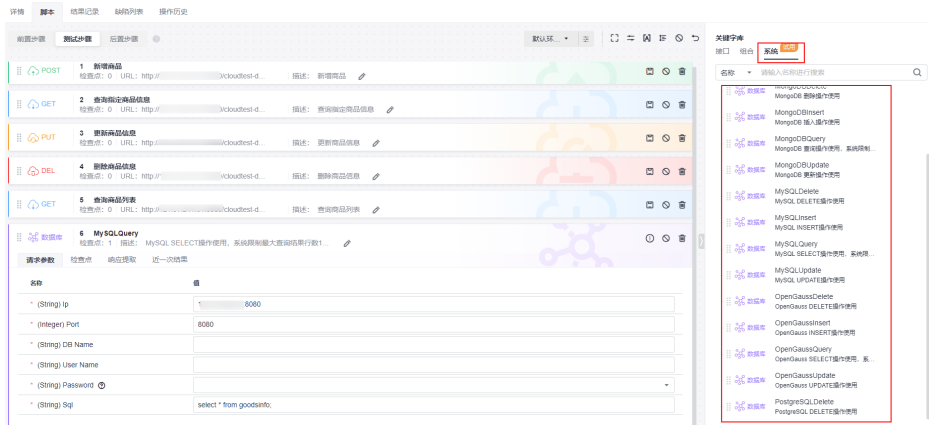 详情 脚本 结果记录 缺陷列表 操作历史
前置步骤 测试步骤 后置步骤 默认环...
POST 1 新增商品
检查点: 0 URL: http:// /cloudtest-d... 描述: 新增商品
GET 2 查询指定商品信息
检查点: 0 URL: http:// /cloudtest-d... 描述: 查询指定商品信息
PUT 3 更新商品信息
检查点: 0 URL: http:// /cloudtest-d... 描述: 更新商品信息
DEL 4 删除商品信息
检查点: 0 URL: http:// /cloudtest-d... 描述: 删除商品信息
GET 5 查询商品列表
检查点: 0 URL: http:// /cloudtest-d... 描述: 查询商品列表
数据库 6 MySQLQuery
检查点: 1 描述: MySQL SELECT操作使用，系统限制最大查询结果行数1...
请求参数 检查点 响应提取 近一次结果
名称 值
* (String) Ip 8080
* (Integer) Port 8080
* (String) DB Name
* (String) User Name
* (String) Password
* (String) Sql select * from goodsinfo;
关键字库
接口 组合 系统 试用
名称 请输入名称进行搜索
数据库 MongoDBDelete
MongoDB 删除操作使用
数据库 MongoDBInsert
MongoDB 插入操作使用
数据库 MongoDBQuery
MongoDB 查询操作使用，系统限制...
数据库 MongoDBUpdate
MongoDB 更新操作使用
数据库 MySQLDelete
MySQL DELETE操作使用
数据库 MySQLInsert
MySQL INSERT操作使用
数据库 MySQLQuery
MySQL SELECT操作使用，系统限...
数据库 MySQLUpdate
MySQL UPDATE操作使用
数据库 OpenGaussDelete
OpenGauss DELETE操作使用
数据库 OpenGaussInsert
OpenGauss INSERT操作使用
数据库 OpenGaussQuery
OpenGauss SELECT操作使用，系...
数据库 OpenGaussUpdate
OpenGauss UPDATE操作使用
数据库 PostgreSQLDelete
PostgreSQL DELETE操作使用